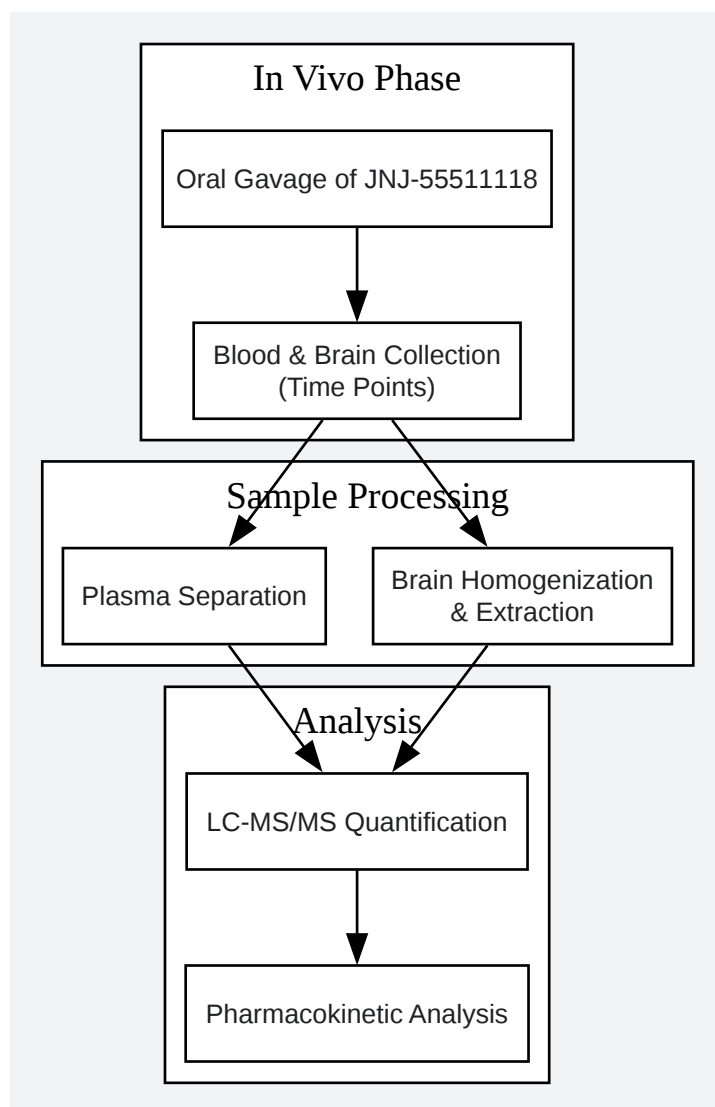 In Vivo Phase
Oral Gavage of JNJ-55511118
Blood & Brain Collection
(Time Points)
Sample Processing
Plasma Separation
Brain Homogenization
& Extraction
Analysis
LC-MS/MS Quantification
Pharmacokinetic Analysis